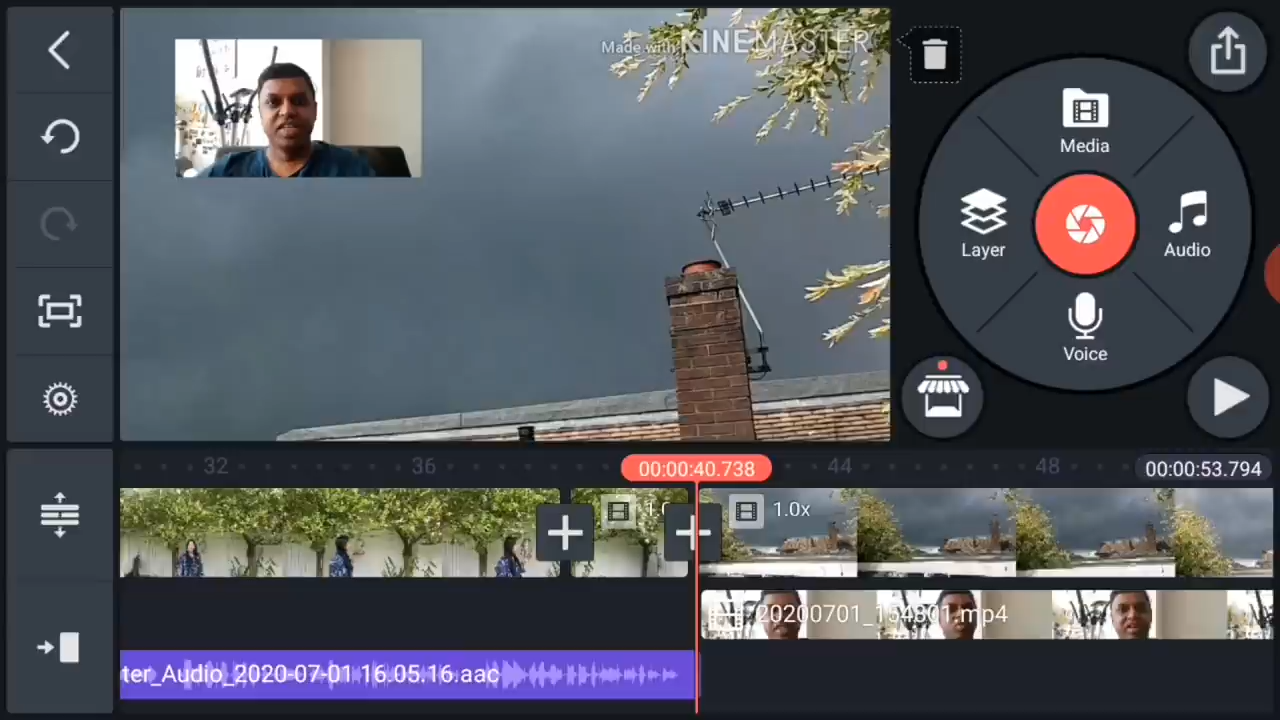 Made with KINEMASTER
Media
Layer
Audio
Voice
32
36
00:00:40.738
44
48
00:00:53.794
1.0x
20200701_154801.mp4
ter_Audio_2020-07-01 16.05.16.aac